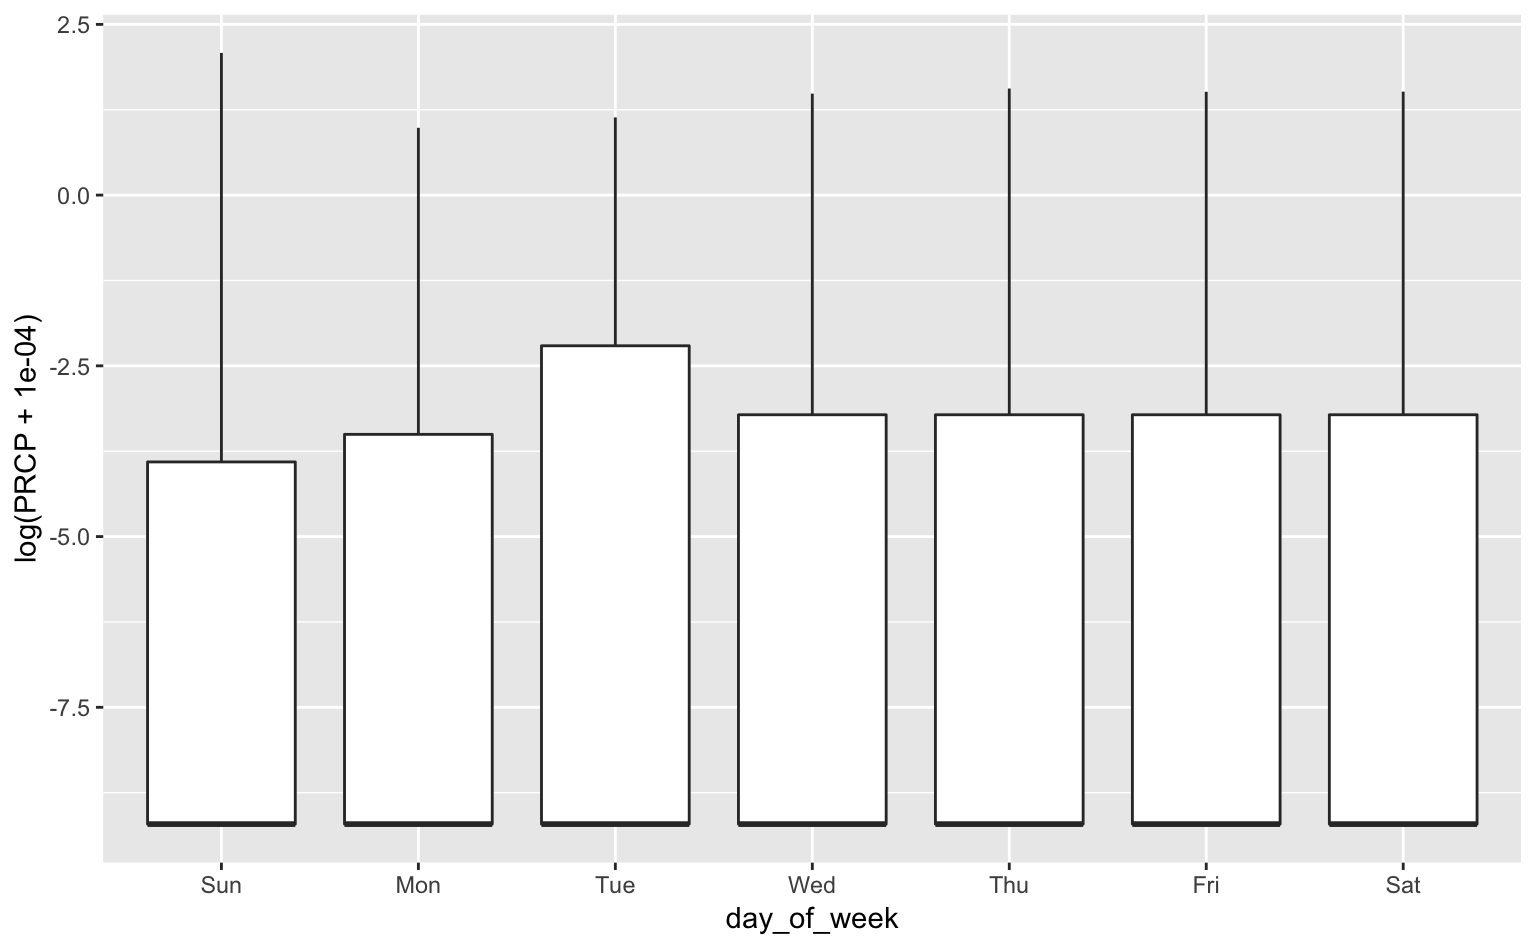 2.5
0.0
-2.5
-5.0
-7.5
log(PRCP + 1e-04)
Sun Mon Tue Wed Thu Fri Sat
day_of_week